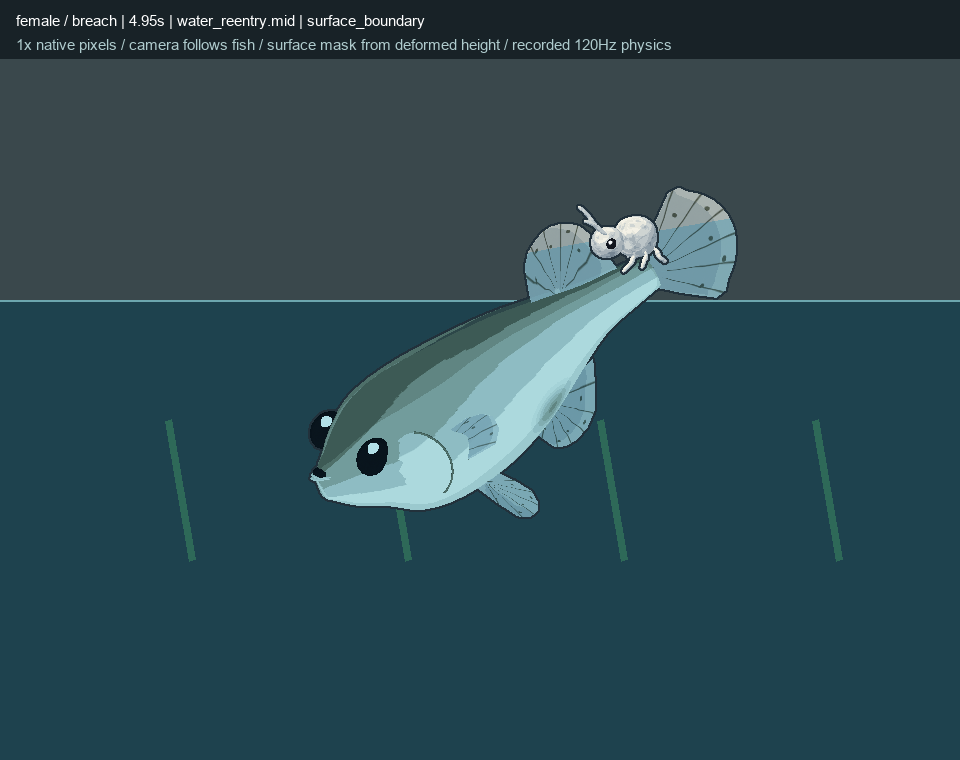 female / breach | 4.95s | water_reentry.mid | surface_boundary
1x native pixels / camera follows fish / surface mask from deformed height / recorded 120Hz physics